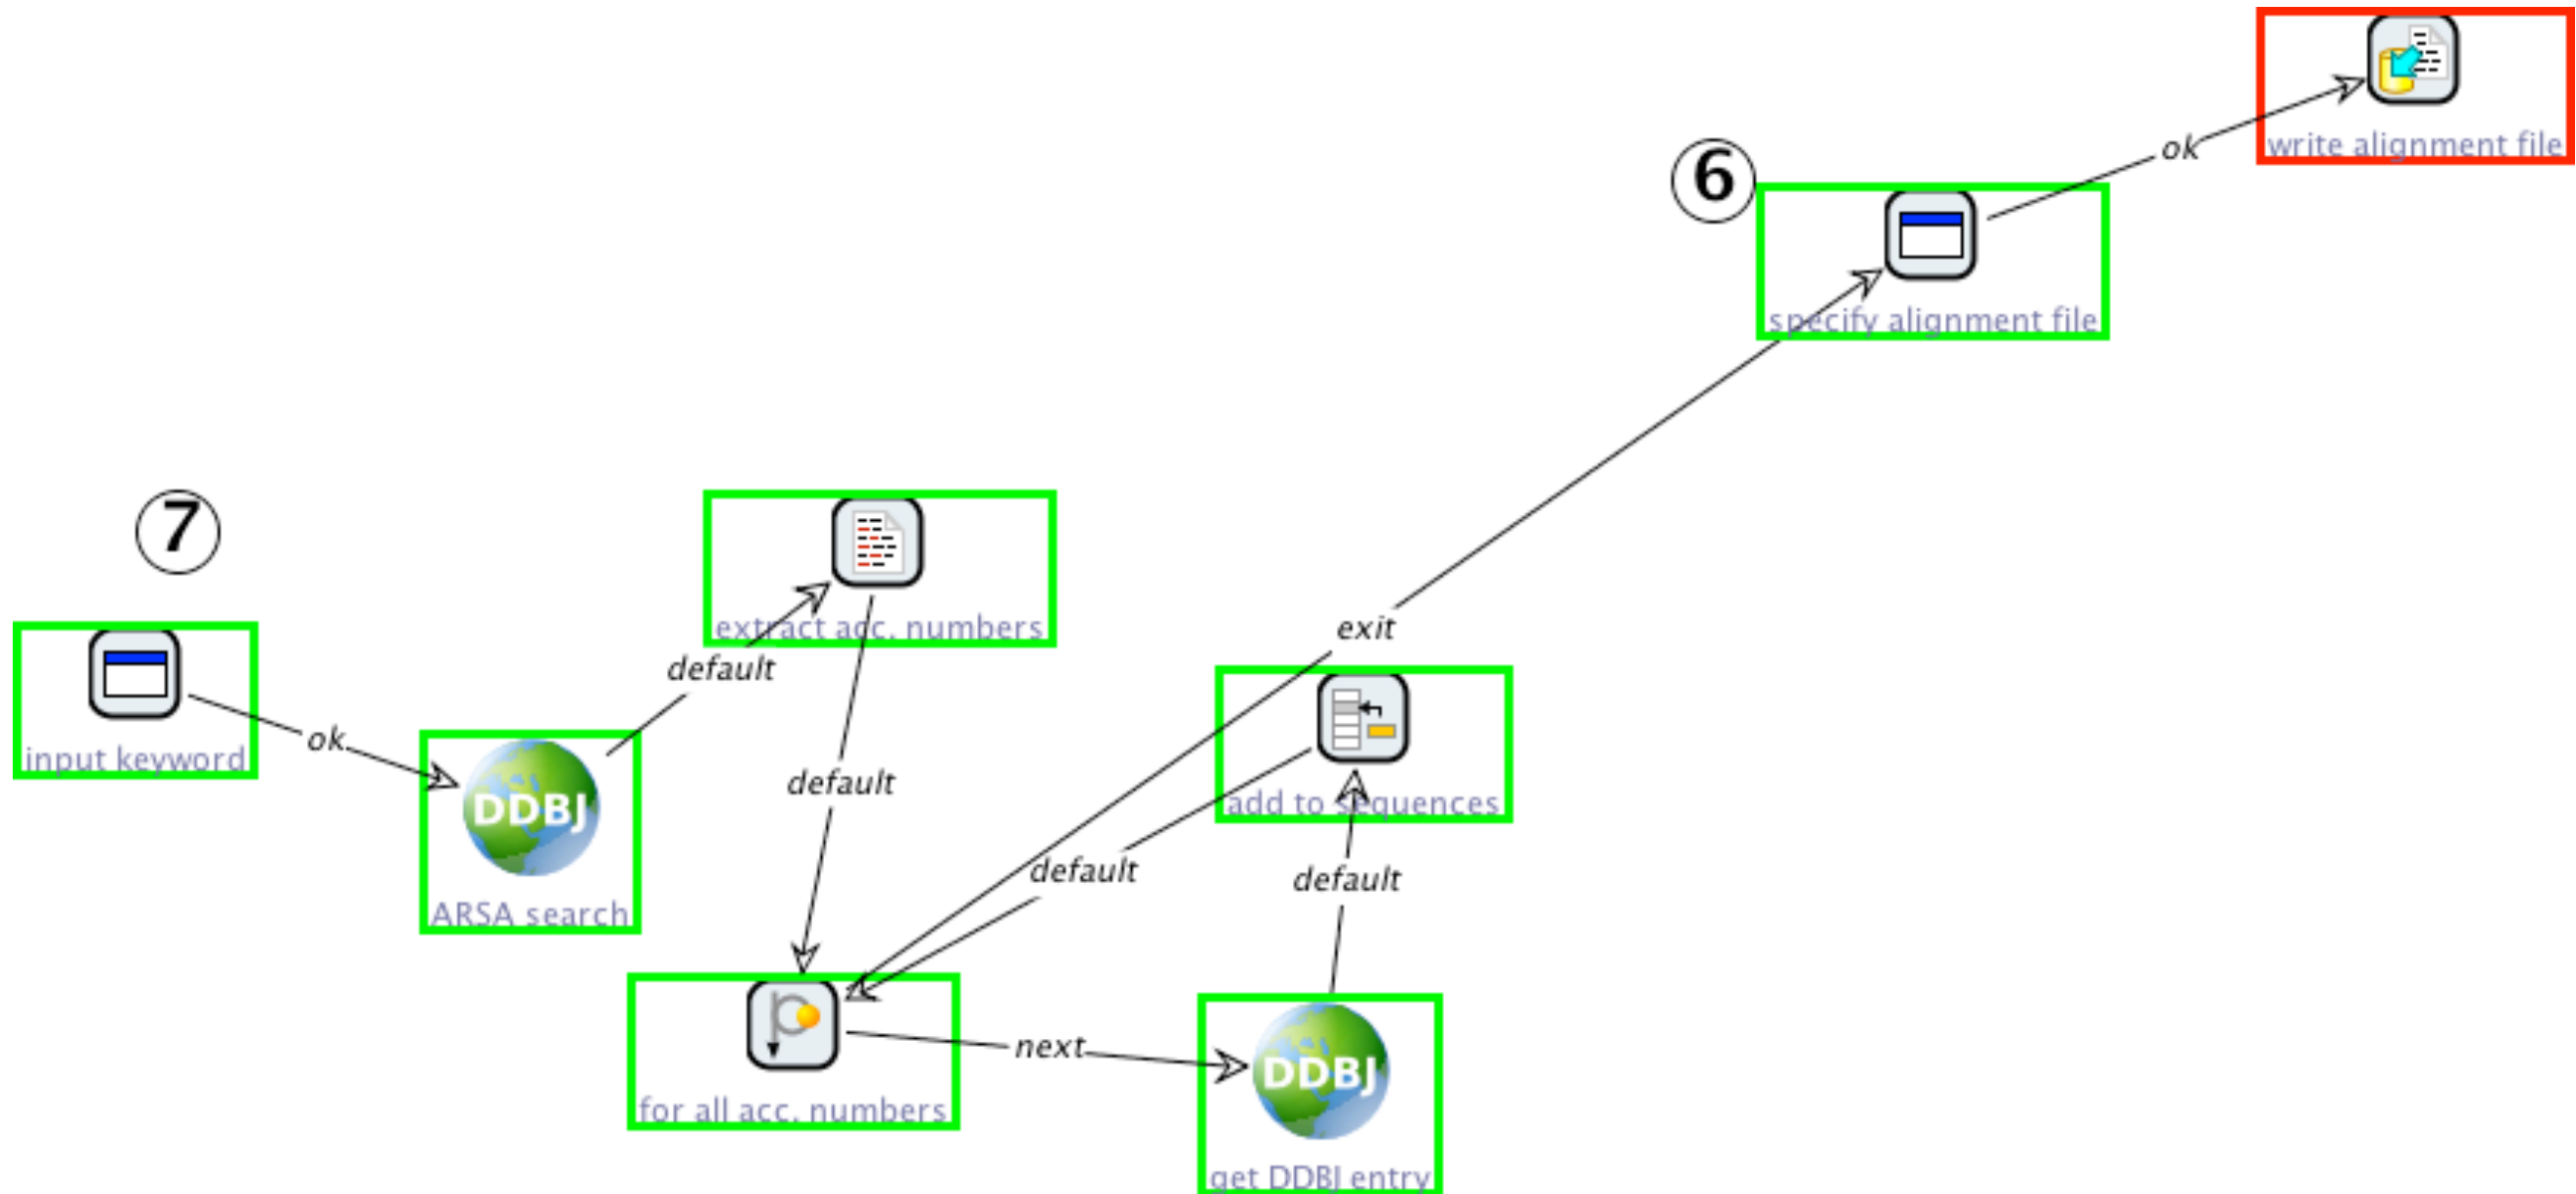 write alignment file
ok
6
specify alignment file
7
extract acc. numbers
exit
default
input keyword
ok
DDBJ
ARSA search
default
add to sequences
default
default
for all acc. numbers
next
DDBJ
get DDBJ entry